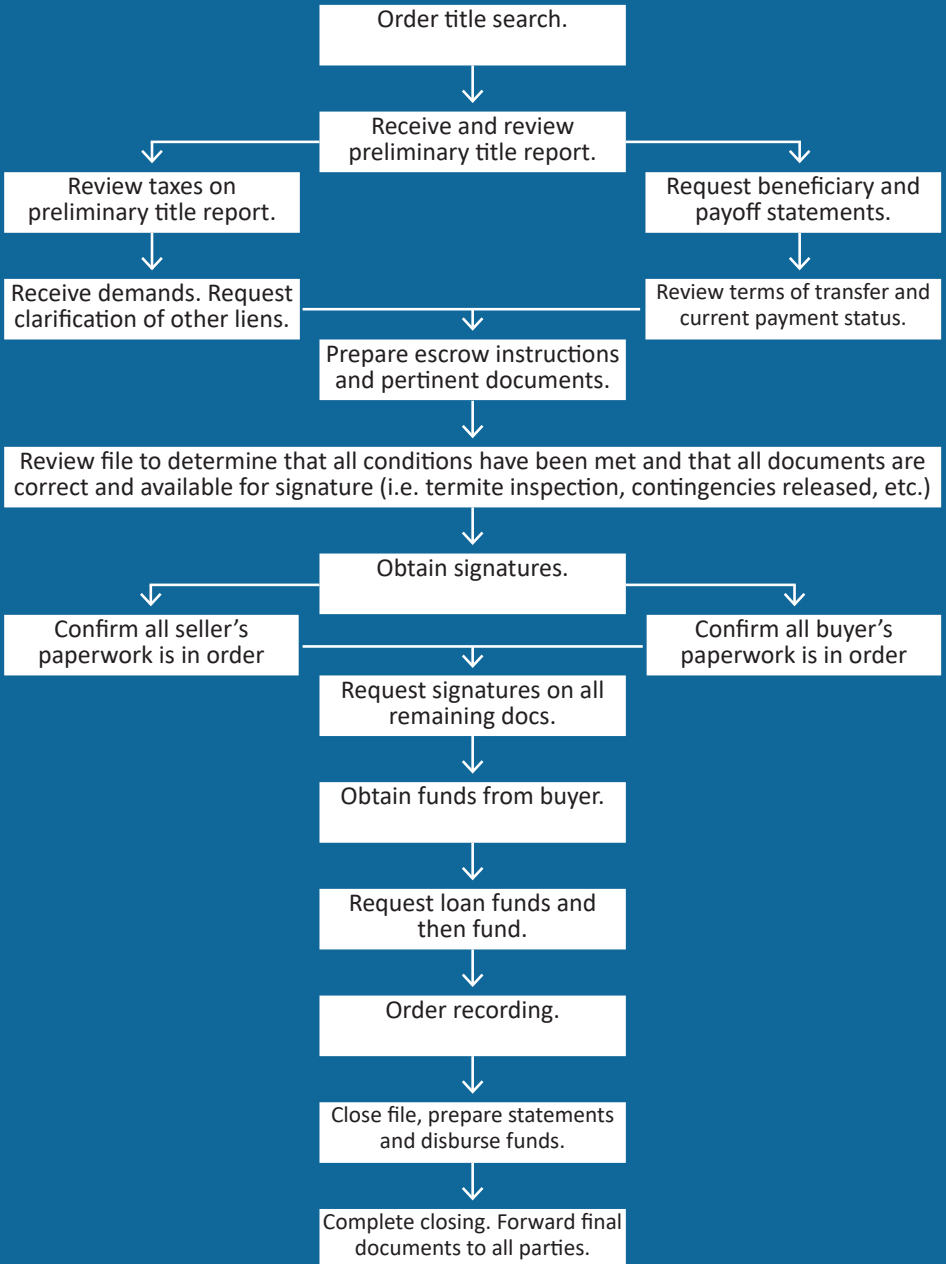 Order title search.
Receive and review
preliminary title report.
Review taxes on
preliminary title report.
Request beneficiary and
payoff statements.
Receive demands. Request
clarification of other liens.
Review terms of transfer and
current payment status.
Prepare escrow instructions
and pertinent documents.
Review file to determine that all conditions have been met and that all documents are
correct and available for signature (i.e. termite inspection, contingencies released, etc.)
Obtain signatures.
Confirm all seller’s
paperwork is in order
Confirm all buyer’s
paperwork is in order
Request signatures on all
remaining docs.
Obtain funds from buyer.
Request loan funds and
then fund.
Order recording.
Close file, prepare statements
and disburse funds.
Complete closing. Forward final
documents to all parties.